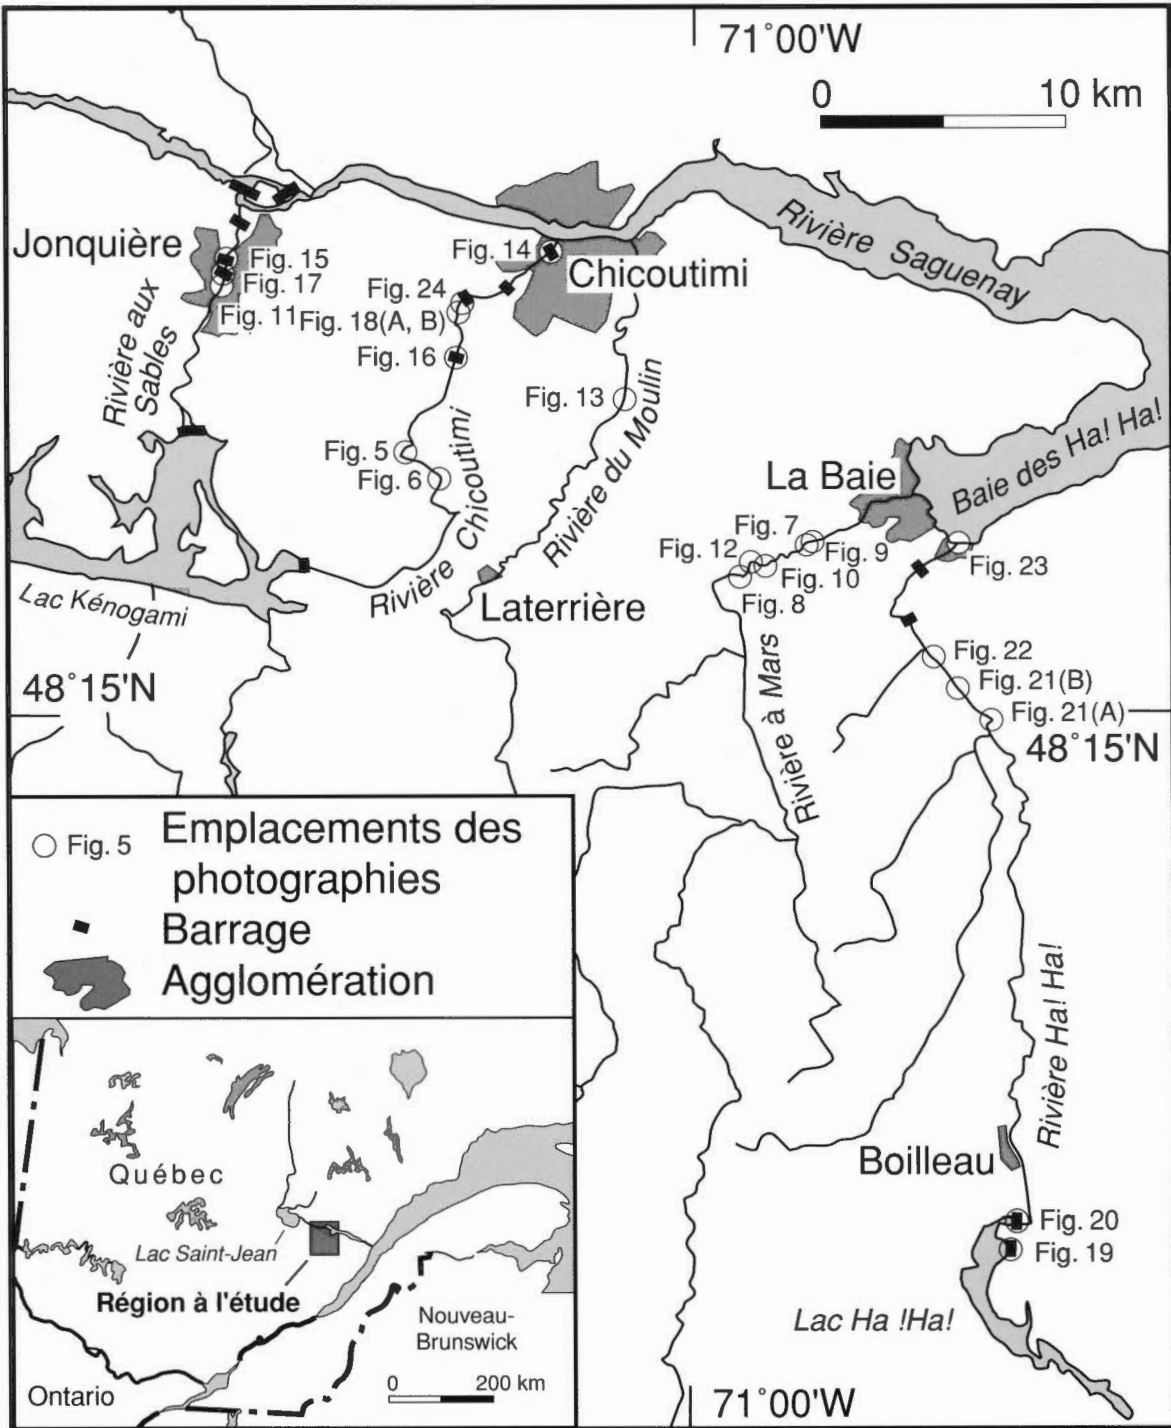 71°00'W
0 10 km
Rivière Saguenay
Jonquière
Fig. 15
Fig. 17
Fig. 11
Fig. 14
Chicoutimi
Fig. 24
Fig. 18(A, B)
Fig. 16
Rivière aux
Sables
Fig. 13
Fig. 5
Fig. 6
Rivière Chicoutimi
Rivière du Moulin
La Baie
Baie des Ha! Ha!
Fig. 7
Fig. 9
Fig. 12
Fig. 10
Fig. 8
Fig. 23
Lac Kénogami
Laterrière
48°15'N
Rivière à Mars
Fig. 22
Fig. 21(B)
Fig. 21(A)
48°15'N
Fig. 5
Emplacements des
photographies
Barrage
Agglomération
Rivière Ha! Ha!
Boilleau
Fig. 20
Fig. 19
Lac Ha !Ha!
Québec
Lac Saint-Jean
Région à l'étude
Nouveau-
Brunswick
Ontario
0 200 km
71°00'W